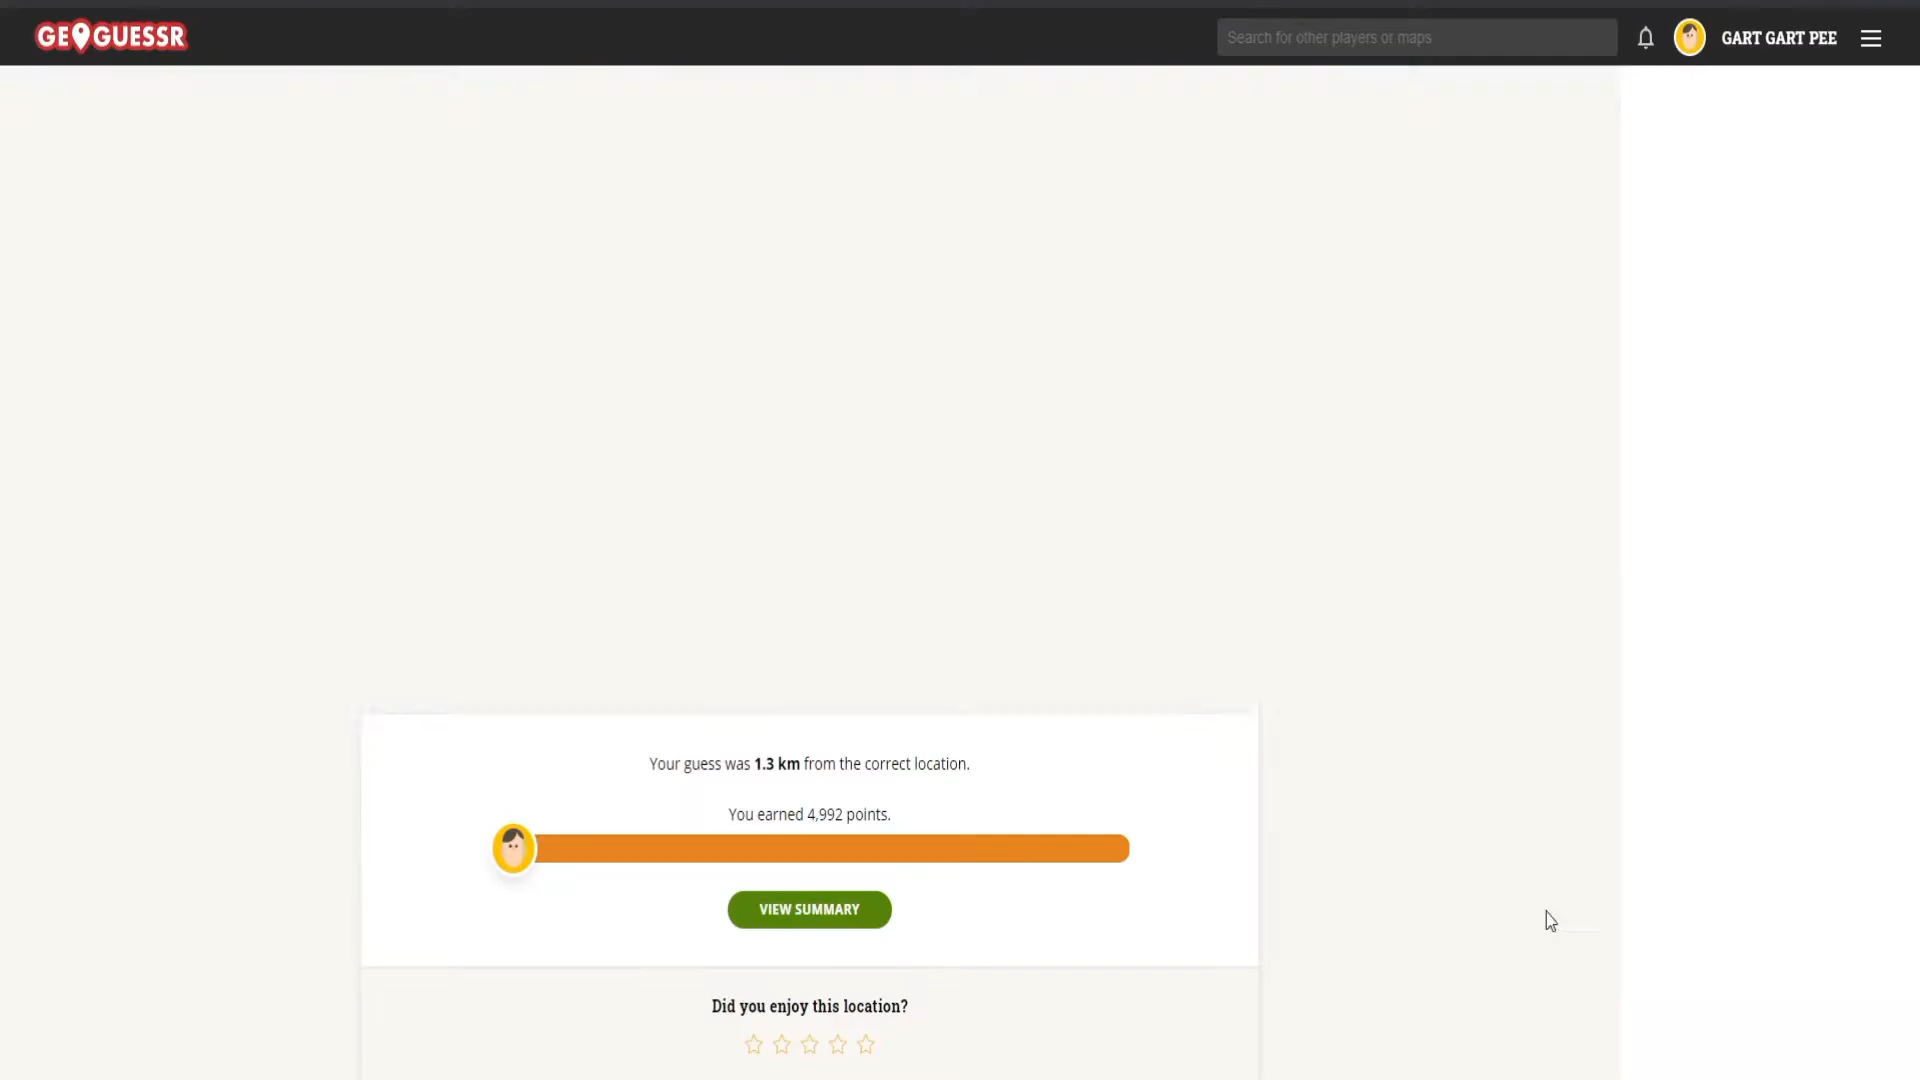 GEOGUESSR
Search for other players or maps
GART GART PEE
Your guess was 1.3 km from the correct location.
You earned 4,992 points.
VIEW SUMMARY
Did you enjoy this location?